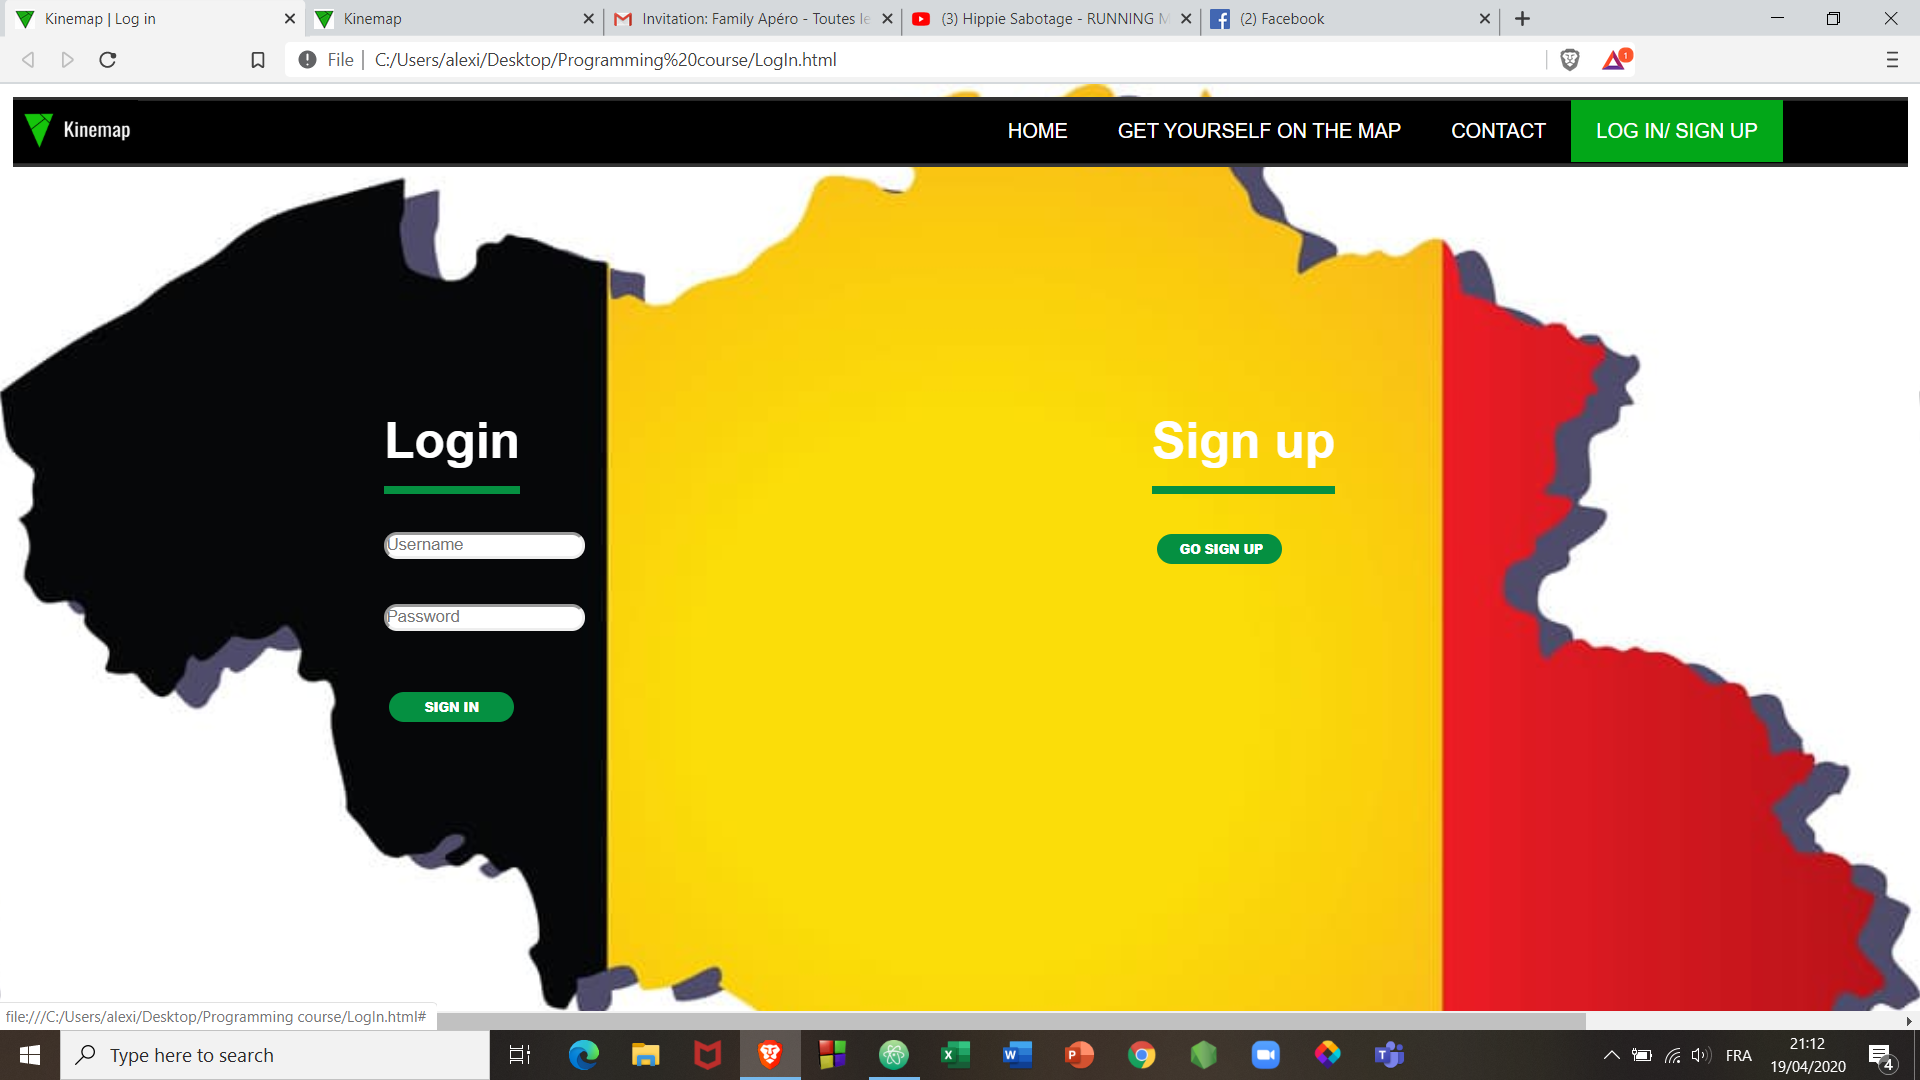 Kinemap | Log in
Kinemap
Invitation: Family Apéro - Toutes le
(3) Hippie Sabotage - RUNNING M
(2) Facebook
File | C:/Users/alexi/Desktop/Programming%20course/LogIn.html
1
Kinemap
HOME
GET YOURSELF ON THE MAP
CONTACT
LOG IN/ SIGN UP
Login
Username
Password
SIGN IN
Sign up
GO SIGN UP
file:///C:/Users/alexi/Desktop/Programming course/LogIn.html#
Type here to search
FRA
21:12
19/04/2020
4